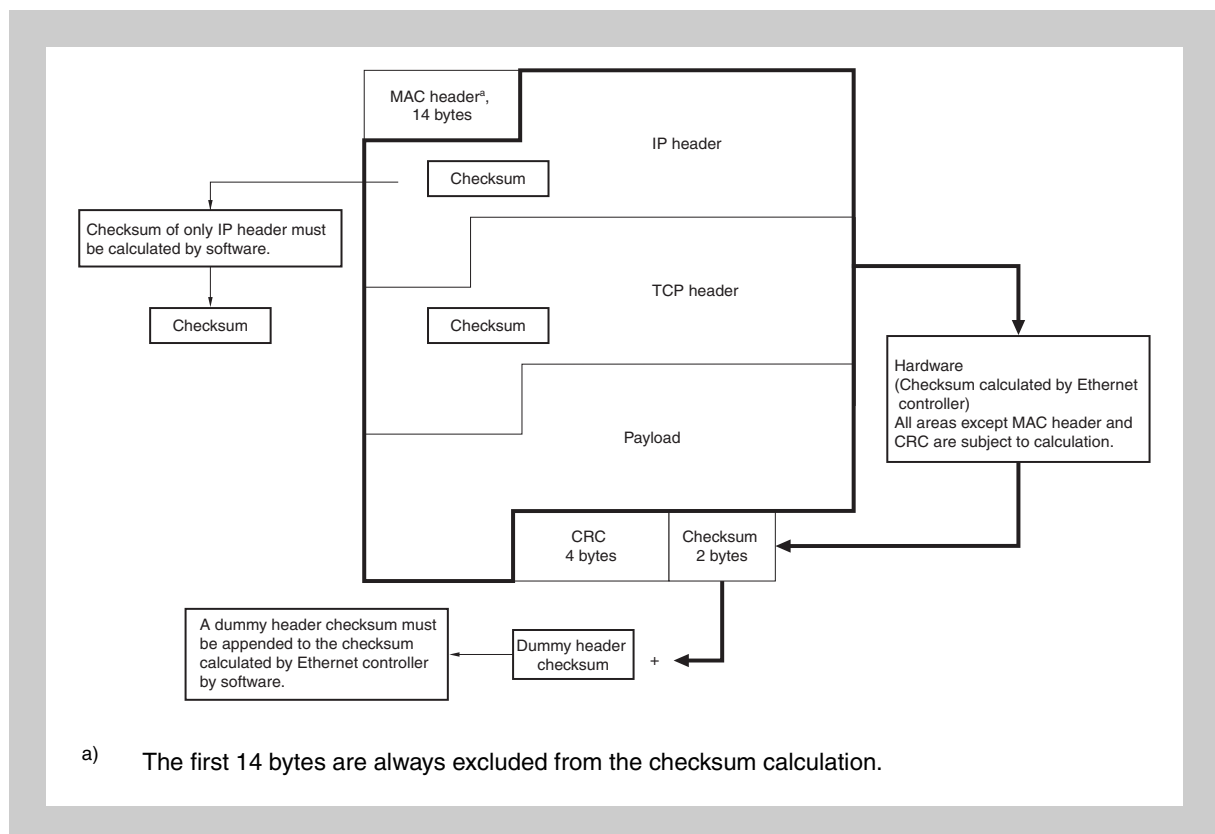 MAC headerᵃ,
14 bytes
IP header
Checksum
Checksum of only IP header must
be calculated by software.
Checksum
TCP header
Checksum
Hardware
(Checksum calculated by Ethernet
controller)
All areas except MAC header and
CRC are subject to calculation.
Payload
CRC
4 bytes
Checksum
2 bytes
A dummy header checksum must
be appended to the checksum
calculated by Ethernet controller
by software.
Dummy header
checksum
+
a) The first 14 bytes are always excluded from the checksum calculation.